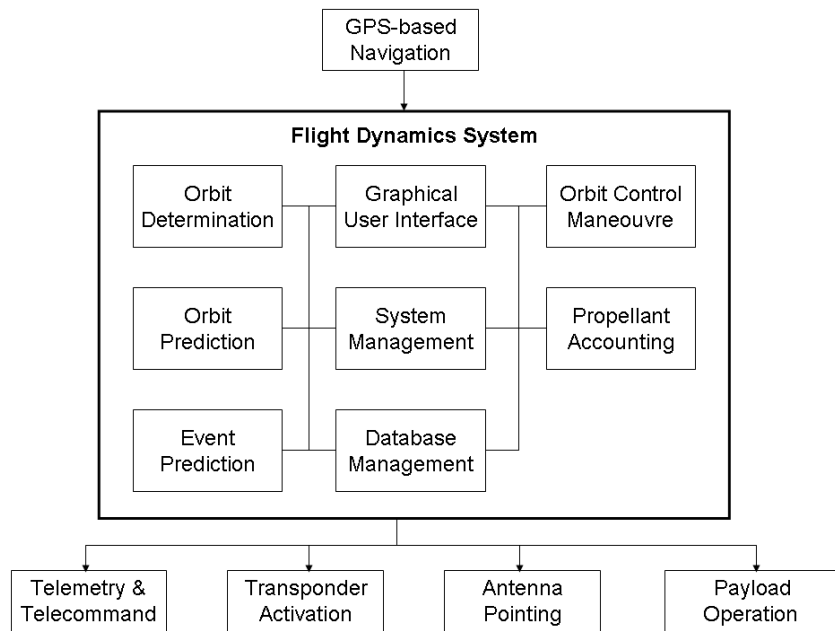 GPS-based
Navigation
Flight Dynamics System
Orbit
Determination
Graphical
User Interface
Orbit Control
Maneouvre
Orbit
Prediction
System
Management
Propellant
Accounting
Event
Prediction
Database
Management
Telemetry &
Telecommand
Transponder
Activation
Antenna
Pointing
Payload
Operation